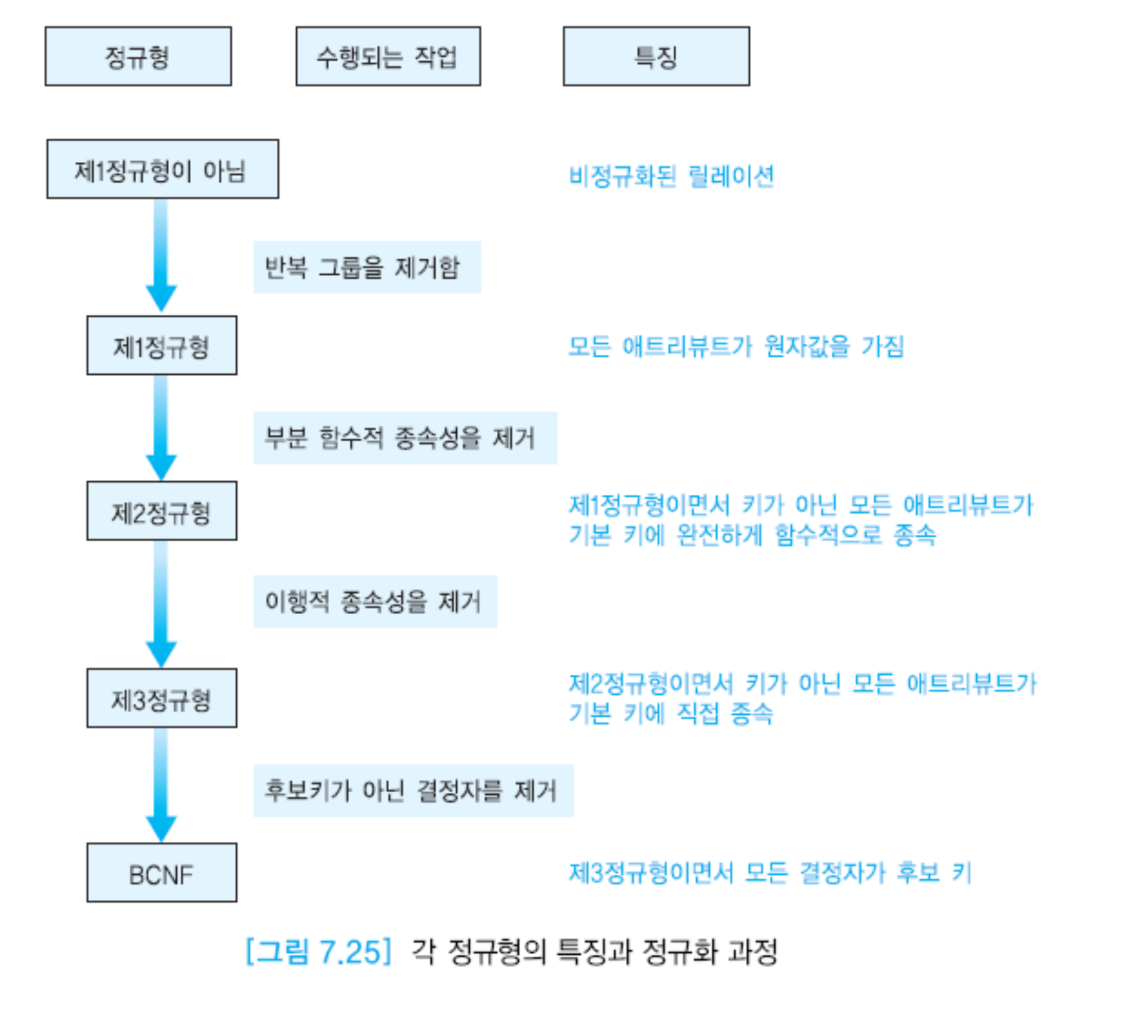 정규형
수행되는 작업
특징
제1정규형이 아님
비정규화된 릴레이션
반복 그룹을 제거함
제1정규형
모든 애트리뷰트가 원자값을 가짐
부분 함수적 종속성을 제거
제2정규형
제1정규형이면서 키가 아닌 모든 애트리뷰트가
기본 키에 완전하게 함수적으로 종속
이행적 종속성을 제거
제3정규형
제2정규형이면서 키가 아닌 모든 애트리뷰트가
기본 키에 직접 종속
후보키가 아닌 결정자를 제거
BCNF
제3정규형이면서 모든 결정자가 후보 키
[그림 7.25] 각 정규형의 특징과 정규화 과정